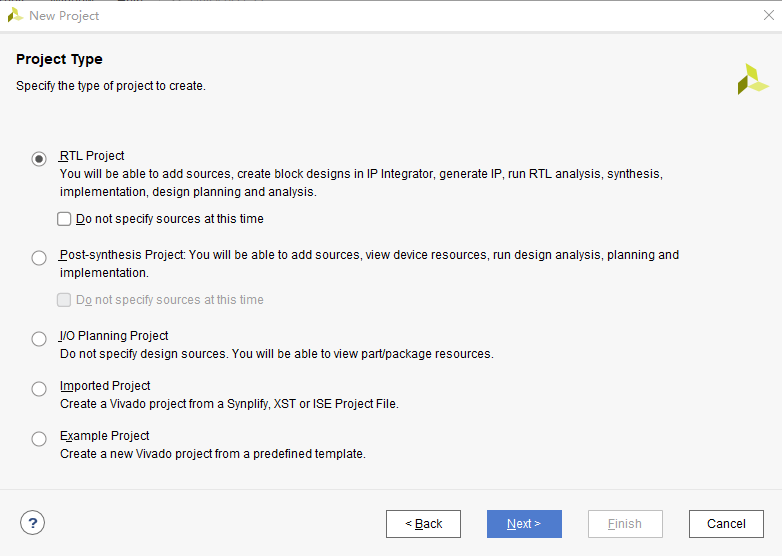 New Project
Project Type
Specify the type of project to create.
RTL Project
You will be able to add sources, create block designs in IP Integrator, generate IP, run RTL analysis, synthesis,
implementation, design planning and analysis.
Do not specify sources at this time
Post-synthesis Project: You will be able to add sources, view device resources, run design analysis, planning and
implementation.
Do not specify sources at this time
I/O Planning Project
Do not specify design sources. You will be able to view part/package resources.
Imported Project
Create a Vivado project from a Synplify, XST or ISE Project File.
Example Project
Create a new Vivado project from a predefined template.
? < Back Next > Finish Cancel